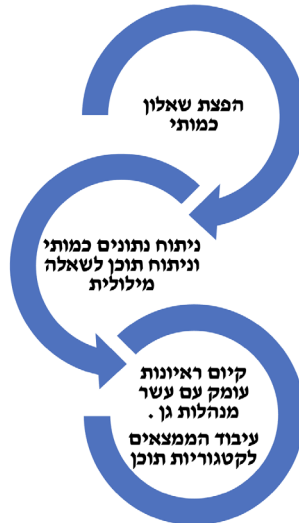 הפצת שאלון
כמותי
ניתוח נתונים כמותי
וניתוח תוכן לשאלה
מילולית
קיום ראיונות
עומק עם עשר
מנהלות גן .
עיבוד הממצאים
לקטגוריות תוכן